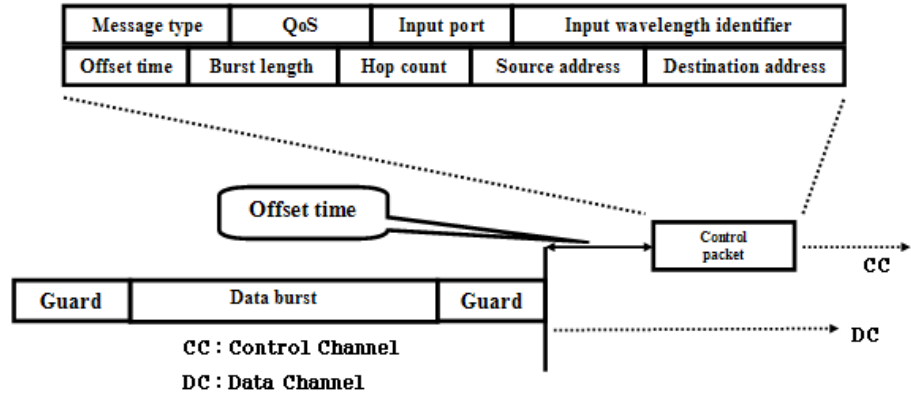 Message type QoS Input port Input wavelength identifier
Offset time Burst length Hop count Source address Destination address
Offset time
Control
packet
CC
Guard Data burst Guard
DC
CC : Control Channel
DC : Data Channel